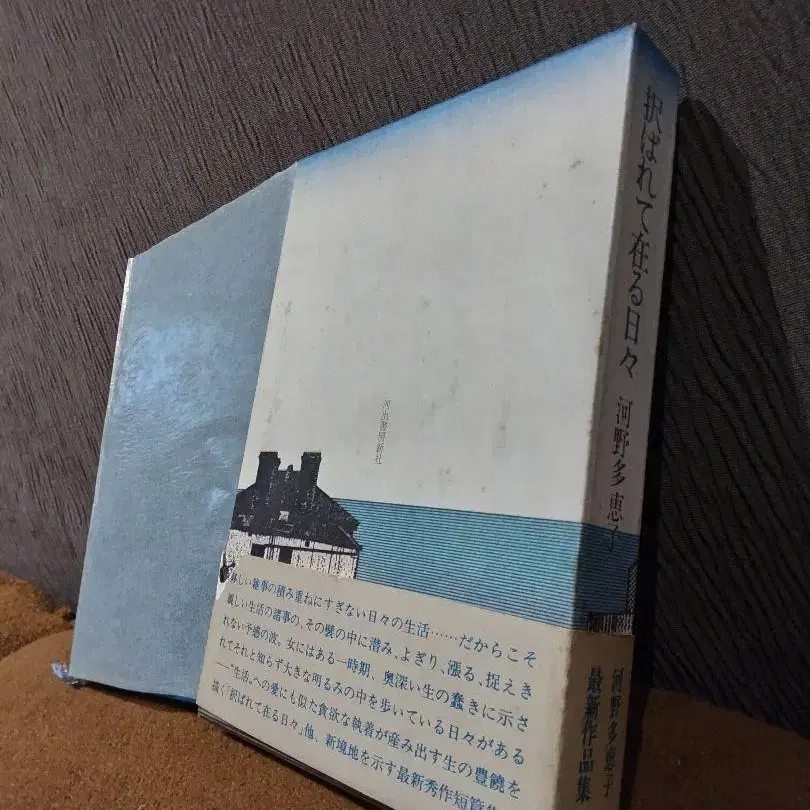 択ばれて在る日々 河野多恵子
河出書房新社
しい雑事の積み重ねにすぎない日々の生活……だからこそ
親しい生活の諸事の、その襞の中に潜み、よぎり、漲る、捉えき
れない予感の波。女にはある一時期、奥深い生の蠢きに示さ
れてそれと知らず大きな明るみの中を歩いている日々がある
——“生活”への愛にも似た貪欲な執着が産み出す生の豊饒を
描く「択ばれて在る日々」他、新境地を示す最新秀作短篇
河野多恵子
最新作品集